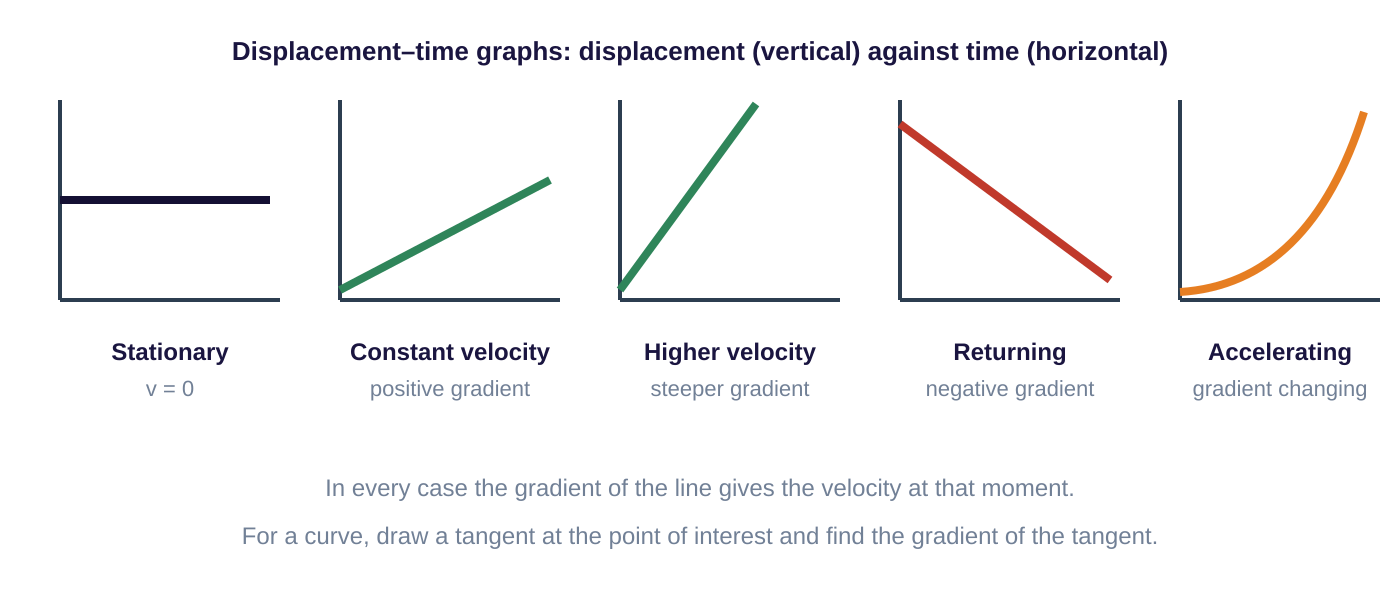 Displacement–time graphs: displacement (vertical) against time (horizontal)
Stationary
v = 0
Constant velocity
positive gradient
Higher velocity
steeper gradient
Returning
negative gradient
Accelerating
gradient changing
In every case the gradient of the line gives the velocity at that moment.
For a curve, draw a tangent at the point of interest and find the gradient of the tangent.